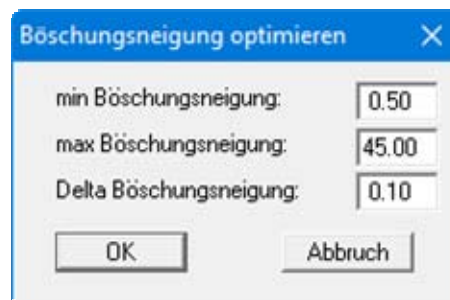 Böschungsneigung optimieren
min Böschungsneigung: 0.50
max Böschungsneigung: 45.00
Delta Böschungsneigung: 0.10
OK Abbruch